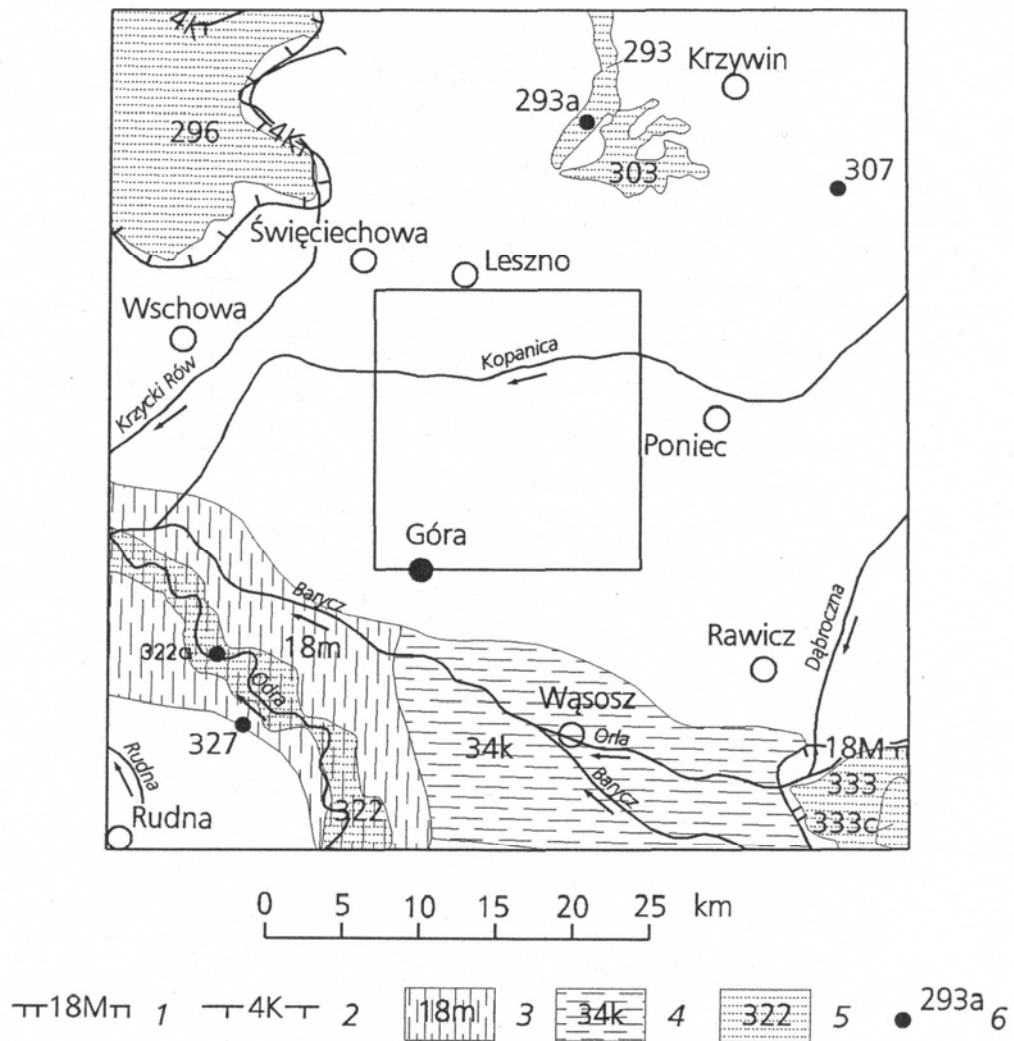 4K
293
Krzywin
293a
296
4K
303
307
Święciechowa
Leszno
Wschowa
Kopanica
Krzycki Rów
Poniec
Góra
Barycz
Dąbroczna
Rawicz
18m
322a
Odra
Wąsosz
327
34k
Orla
18M
Rudna
Barycz
333
322
333c
Rudna
0 5 10 15 20 25 km
18M 1 4K 2 18m 3 34k 4 322 5 293a 6